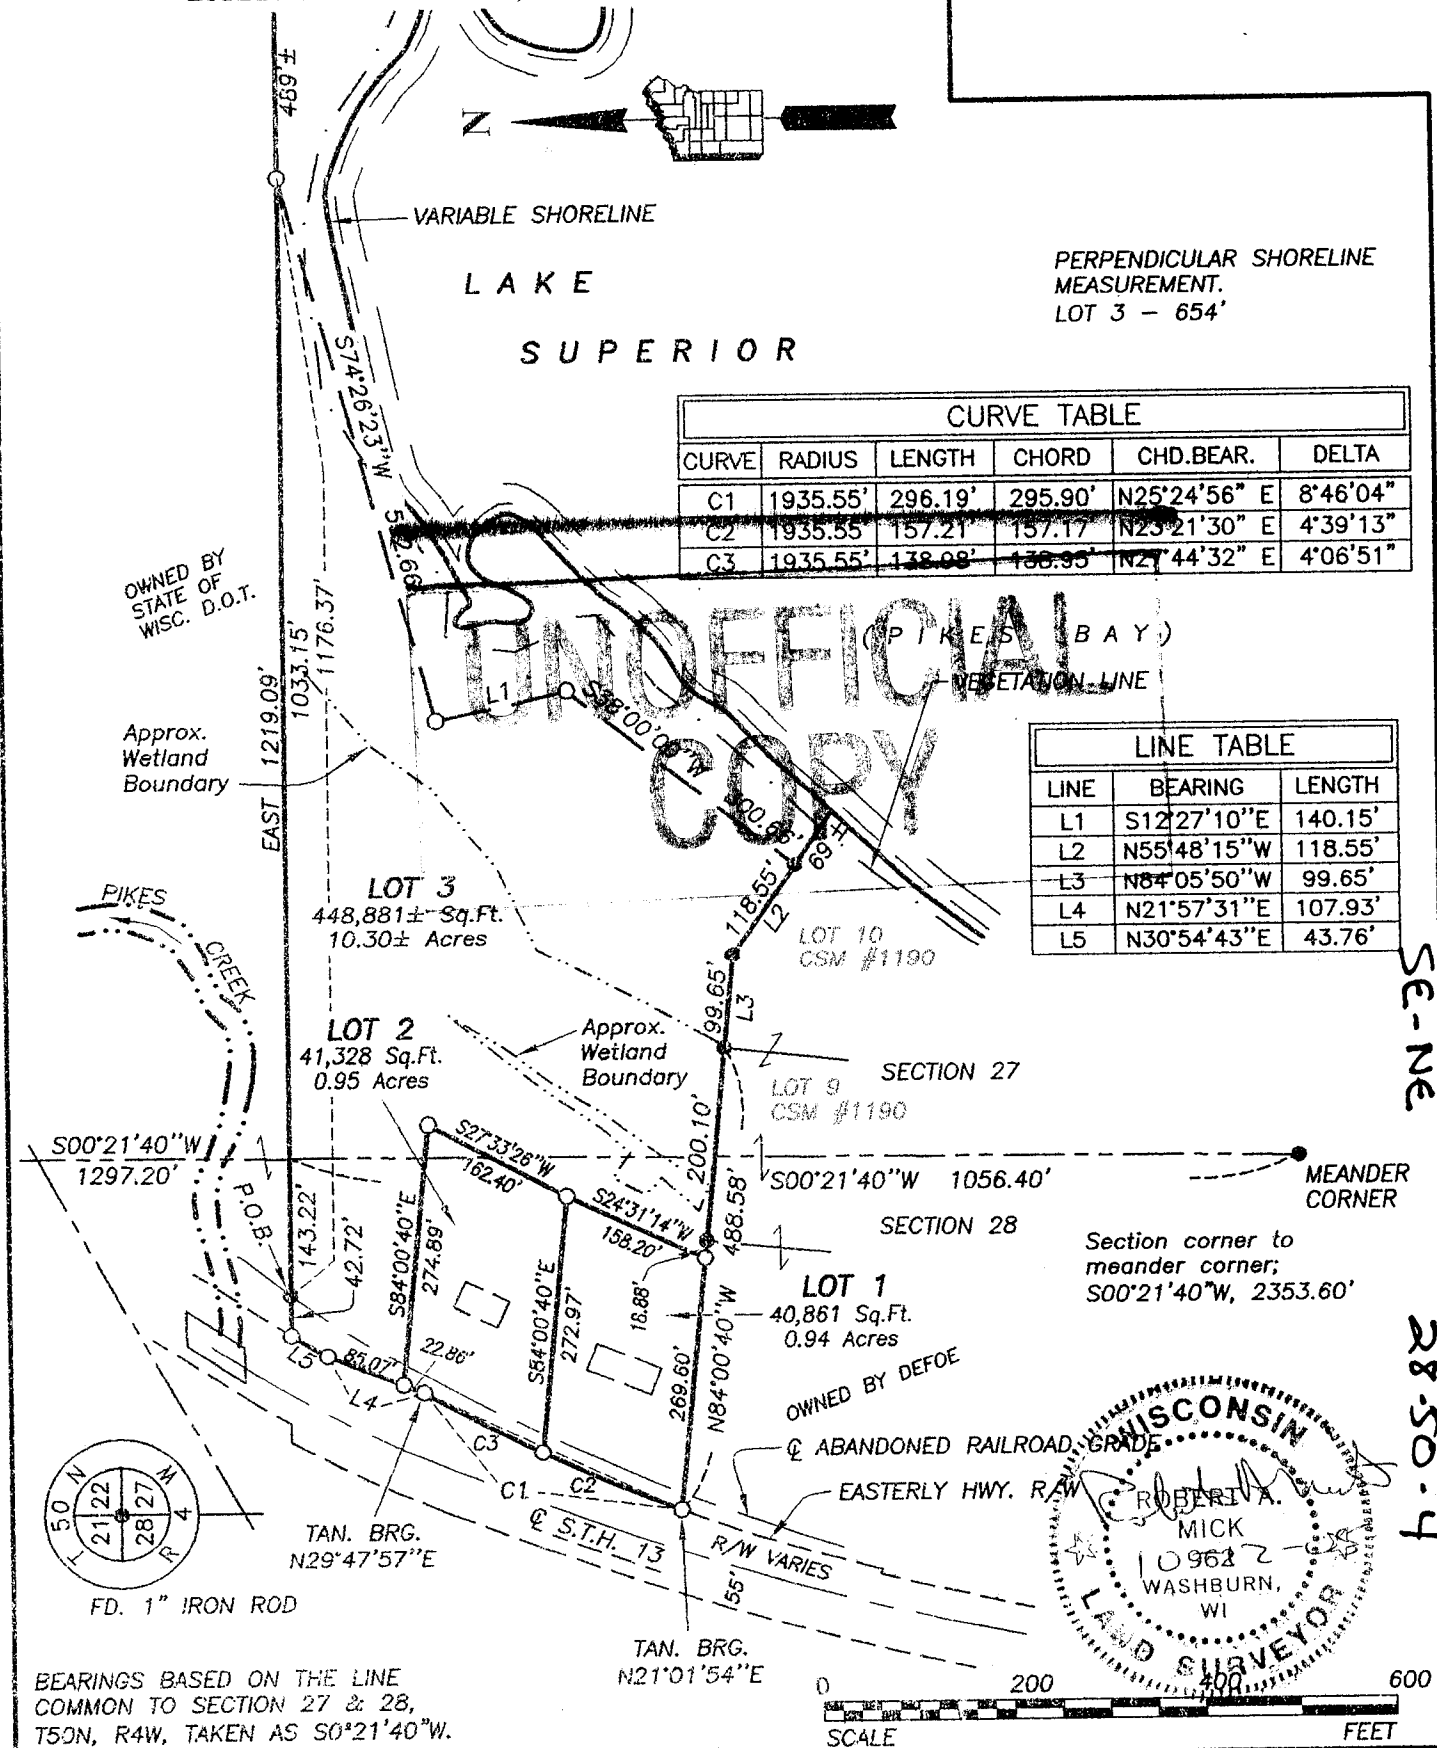 489'±
N
VARIABLE SHORELINE
LAKE
SUPERIOR
PERPENDICULAR SHORELINE
MEASUREMENT.
LOT 3 - 654'
S74°26'23"W
CURVE TABLE
CURVE RADIUS LENGTH CHORD CHD.BEAR. DELTA
C1 1935.55' 296.19' 295.90' N25°24'56" E 8°46'04"
C2 1935.55' 157.21' 157.17' N23°21'30" E 4°39'13"
C3 1935.55' 138.98' 138.95' N27°44'32" E 4°06'51"
OWNED BY
STATE OF
WISC. D.O.T.
EAST 1219.09'
1033.15'
1176.37'
UNOFFICIAL
COPY
(PIKES BAY)
VEGETATION LINE
L1
S38°00'00"W
Approx.
Wetland
Boundary
LINE TABLE
LINE BEARING LENGTH
L1 S12°27'10"E 140.15'
L2 N55°48'15"W 118.55'
L3 N84°05'50"W 99.65'
L4 N21°57'31"E 107.93'
L5 N30°54'43"E 43.76'
118.55'
L2
LOT 3
448,881± Sq.Ft.
10.30± Acres
PIKES
CREEK
LOT 10
CSM #1190
99.65'
L3
SE-NE
LOT 2
41,328 Sq.Ft.
0.95 Acres
Approx.
Wetland
Boundary
SECTION 27
LOT 9
CSM #1190
200.10'
S00°21'40"W
1297.20'
S27°33'26"W
162.40'
S00°21'40"W 1056.40'
MEANDER
CORNER
P.O.B.
143.22'
42.72'
S84°00'40"E
274.89'
S24°31'14"W
158.20'
488.58'
SECTION 28
Section corner to
meander corner;
S00°21'40"W, 2353.60'
18.88'
LOT 1
40,861 Sq.Ft.
0.94 Acres
S84°00'40"E
272.97'
269.60'
N84°00'40"W
28-50-4
L5
85.07'
22.86'
L4
OWNED BY DEFOE
C3
C1
C2
℄ ABANDONED RAILROAD GRADE
EASTERLY HWY. R/W
℄ S.T.H. 13
R/W VARIES
55'
WISCONSIN
ROBERT A.
MICK
WASHBURN,
WI
LAND SURVEYOR
T 50 N
R 4 W
21 22
28 27
FD. 1" IRON ROD
TAN. BRG.
N29°47'57"E
TAN. BRG.
N21°01'54"E
BEARINGS BASED ON THE LINE
COMMON TO SECTION 27 & 28,
T50N, R4W, TAKEN AS S0°21'40"W.
0 200 400 600
SCALE FEET